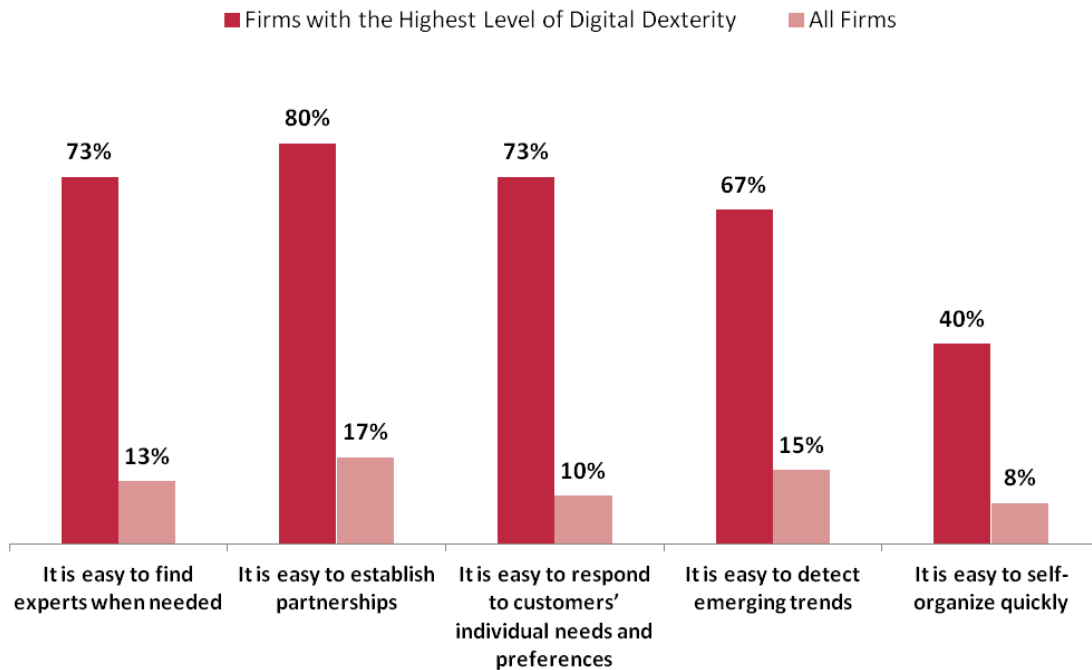 Firms with the Highest Level of Digital Dexterity
All Firms
73%
13%
80%
17%
73%
10%
67%
15%
40%
8%
It is easy to find
experts when needed
It is easy to establish
partnerships
It is easy to respond
to customers’
individual needs and
preferences
It is easy to detect
emerging trends
It is easy to self-
organize quickly